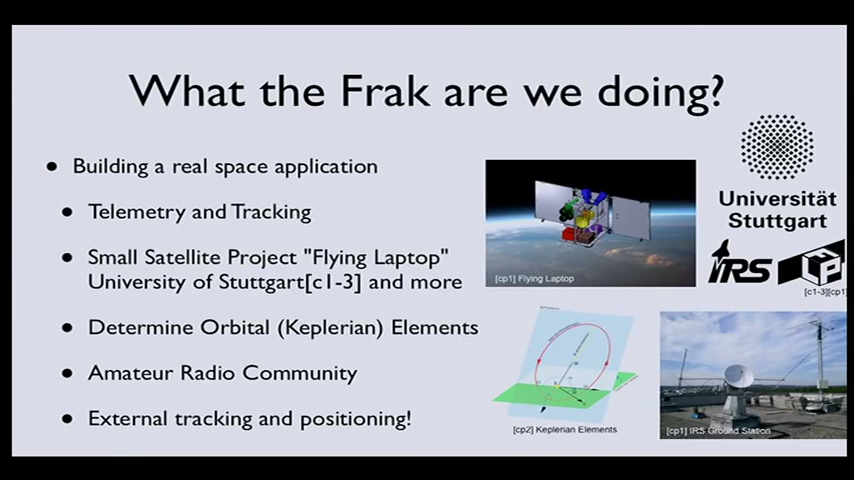 What the Frak are we doing?
● Building a real space application
● Telemetry and Tracking
● Small Satellite Project "Flying Laptop"
University of Stuttgart[c1-3] and more
● Determine Orbital (Keplerian) Elements
● Amateur Radio Community
● External tracking and positioning!
[cp1] Flying Laptop
Universität
Stuttgart
IRS
[c1-3][cp1]
[cp2] Keplerian Elements
[cp1] IRS Ground Station